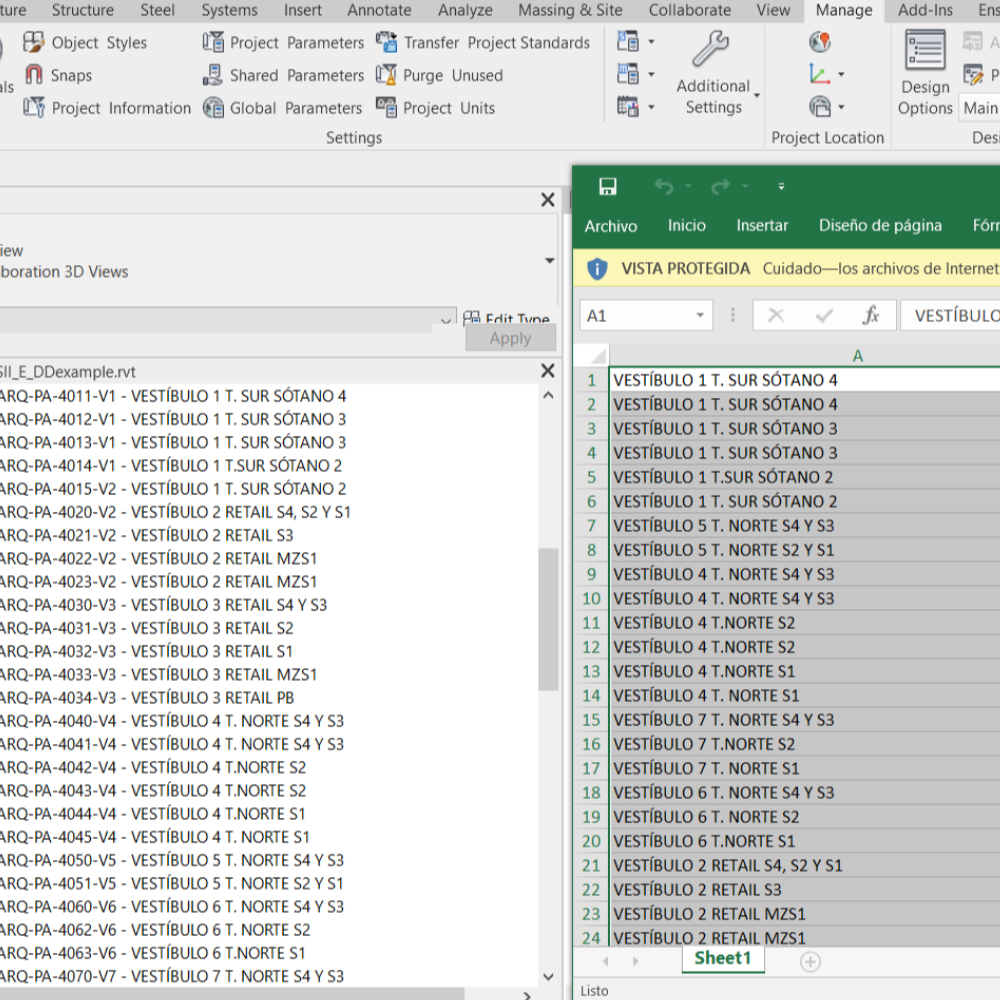 ture Structure Steel Systems Insert Annotate Analyze Massing & Site Collaborate View Manage Add-Ins Ens
Object Styles Project Parameters Transfer Project Standards
Snaps Shared Parameters Purge Unused
Project Information Global Parameters Project Units
Additional Settings
Design Options
Main
Settings
Project Location
Desi
iew
boration 3D Views
Edit Type
Apply
SII_E_DDexample.rvt
ARQ-PA-4011-V1 - VESTÍBULO 1 T. SUR SÓTANO 4
ARQ-PA-4012-V1 - VESTÍBULO 1 T. SUR SÓTANO 3
ARQ-PA-4013-V1 - VESTÍBULO 1 T. SUR SÓTANO 3
ARQ-PA-4014-V1 - VESTÍBULO 1 T.SUR SÓTANO 2
ARQ-PA-4015-V2 - VESTÍBULO 1 T. SUR SÓTANO 2
ARQ-PA-4020-V2 - VESTÍBULO 2 RETAIL S4, S2 Y S1
ARQ-PA-4021-V2 - VESTÍBULO 2 RETAIL S3
ARQ-PA-4022-V2 - VESTÍBULO 2 RETAIL MZS1
ARQ-PA-4023-V2 - VESTÍBULO 2 RETAIL MZS1
ARQ-PA-4030-V3 - VESTÍBULO 3 RETAIL S4 Y S3
ARQ-PA-4031-V3 - VESTÍBULO 3 RETAIL S2
ARQ-PA-4032-V3 - VESTÍBULO 3 RETAIL S1
ARQ-PA-4033-V3 - VESTÍBULO 3 RETAIL MZS1
ARQ-PA-4034-V3 - VESTÍBULO 3 RETAIL PB
ARQ-PA-4040-V4 - VESTÍBULO 4 T. NORTE S4 Y S3
ARQ-PA-4041-V4 - VESTÍBULO 4 T. NORTE S4 Y S3
ARQ-PA-4042-V4 - VESTÍBULO 4 T.NORTE S2
ARQ-PA-4043-V4 - VESTÍBULO 4 T.NORTE S2
ARQ-PA-4044-V4 - VESTÍBULO 4 T.NORTE S1
ARQ-PA-4045-V4 - VESTÍBULO 4 T. NORTE S1
ARQ-PA-4050-V5 - VESTÍBULO 5 T. NORTE S4 Y S3
ARQ-PA-4051-V5 - VESTÍBULO 5 T. NORTE S2 Y S1
ARQ-PA-4060-V6 - VESTÍBULO 6 T. NORTE S4 Y S3
ARQ-PA-4062-V6 - VESTÍBULO 6 T. NORTE S2
ARQ-PA-4063-V6 - VESTÍBULO 6 T.NORTE S1
ARQ-PA-4070-V7 - VESTÍBULO 7 T. NORTE S4 Y S3
Archivo Inicio Insertar Diseño de página Fór
VISTA PROTEGIDA Cuidado—los archivos de Internet
A1 fx VESTÍBULO
A
1 VESTÍBULO 1 T. SUR SÓTANO 4
2 VESTÍBULO 1 T. SUR SÓTANO 4
3 VESTÍBULO 1 T. SUR SÓTANO 3
4 VESTÍBULO 1 T. SUR SÓTANO 3
5 VESTÍBULO 1 T.SUR SÓTANO 2
6 VESTÍBULO 1 T. SUR SÓTANO 2
7 VESTÍBULO 5 T. NORTE S4 Y S3
8 VESTÍBULO 5 T. NORTE S2 Y S1
9 VESTÍBULO 4 T. NORTE S4 Y S3
10 VESTÍBULO 4 T. NORTE S4 Y S3
11 VESTÍBULO 4 T.NORTE S2
12 VESTÍBULO 4 T.NORTE S2
13 VESTÍBULO 4 T.NORTE S1
14 VESTÍBULO 4 T. NORTE S1
15 VESTÍBULO 7 T. NORTE S4 Y S3
16 VESTÍBULO 7 T.NORTE S2
17 VESTÍBULO 7 T. NORTE S1
18 VESTÍBULO 6 T. NORTE S4 Y S3
19 VESTÍBULO 6 T. NORTE S2
20 VESTÍBULO 6 T.NORTE S1
21 VESTÍBULO 2 RETAIL S4, S2 Y S1
22 VESTÍBULO 2 RETAIL S3
23 VESTÍBULO 2 RETAIL MZS1
24 VESTÍBULO 2 RETAIL MZS1
Sheet1
Listo